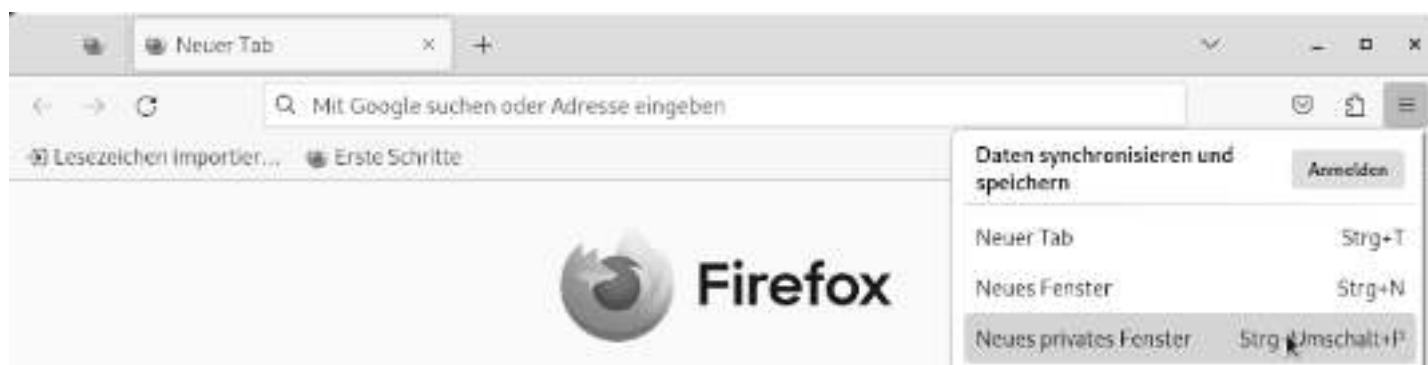 Neuer Tab
Mit Google suchen oder Adresse eingeben
Lesezeichen importier... Erste Schritte
Daten synchronisieren und
speichern
Anmelden
Neuer Tab Strg+T
Firefox
Neues Fenster Strg+N
Neues privates Fenster Strg+Umschalt+P